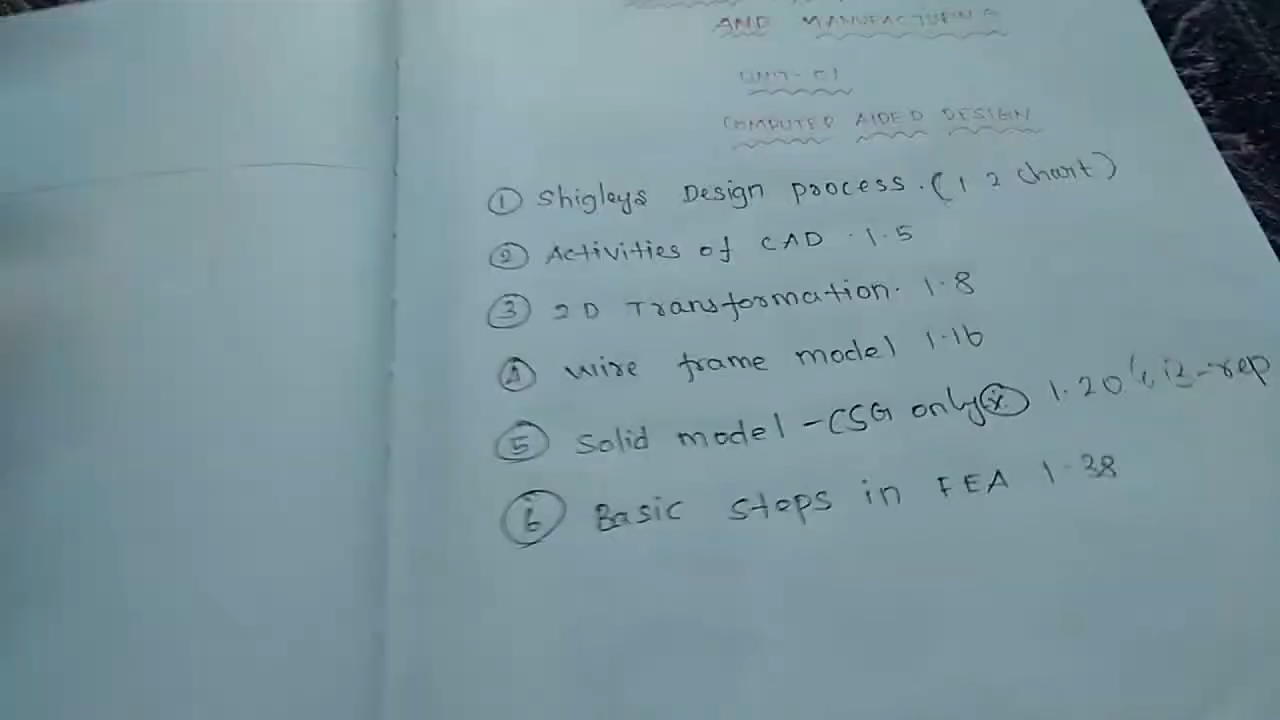 AND MANUFACTURING
UNIT-01
COMPUTED AIDED DESIGN
① Shigleys Design process. (1 2 chart)
② Activities of CAD . 1.5
③ 2D Transformation. 1.8
④ wire frame model 1.16
⑤ Solid model - CSG only 1.20 B-rep
⑥ Basic Steps in FEA 1.38